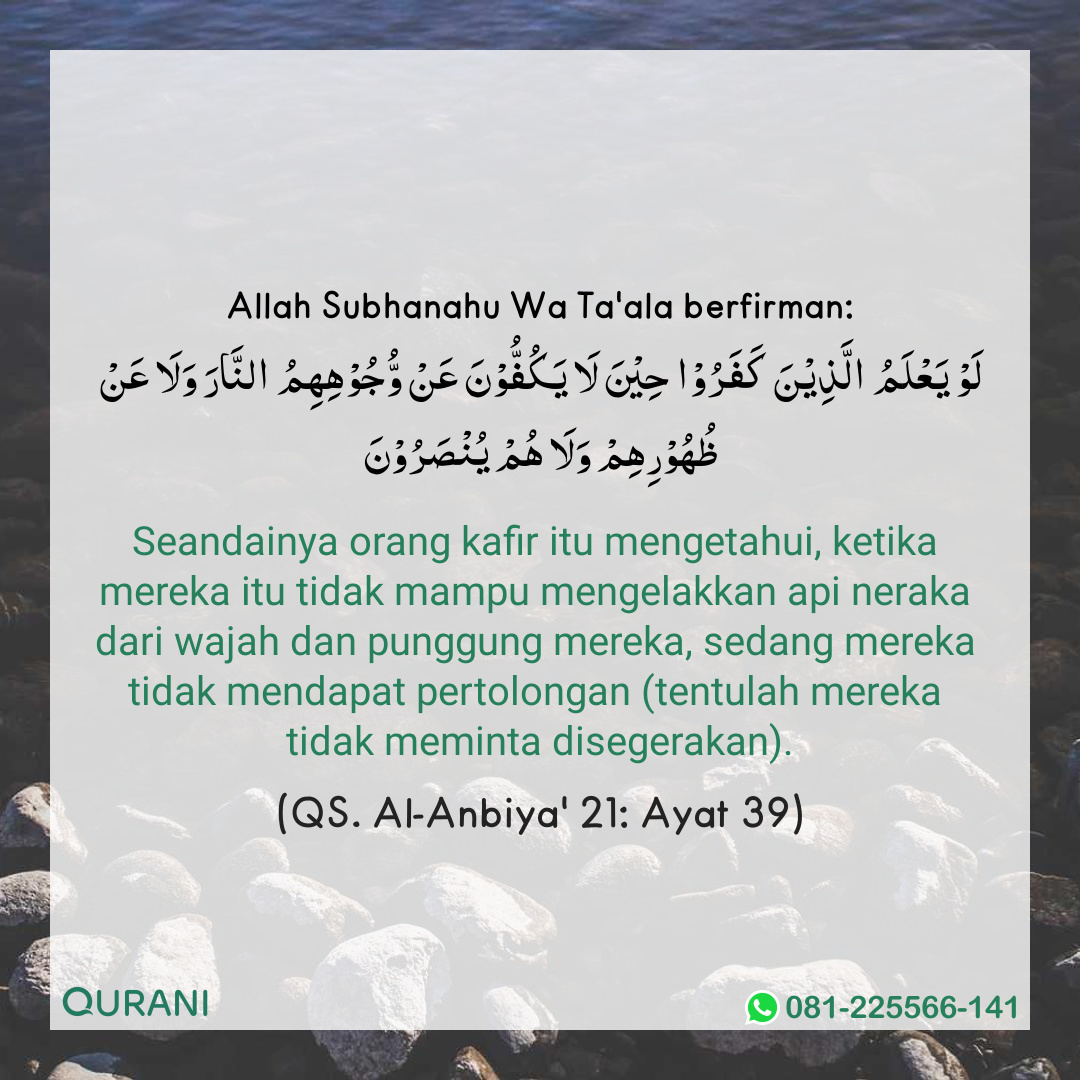 Allah Subhanahu Wa Ta'ala berfirman:
لَوْ يَعْلَمُ الَّذِيْنَ كَفَرُوْا حِيْنَ لَا يَكُفُّوْنَ عَنْ وُّجُوْهِهِمُ النَّارَ وَلَا عَنْ
ظُهُوْرِهِمْ وَلَا هُمْ يُنْصَرُوْنَ
Seandainya orang kafir itu mengetahui, ketika
mereka itu tidak mampu mengelakkan api neraka
dari wajah dan punggung mereka, sedang mereka
tidak mendapat pertolongan (tentulah mereka
tidak meminta disegerakan).
(QS. Al-Anbiya' 21: Ayat 39)
QURANI
081-225566-141